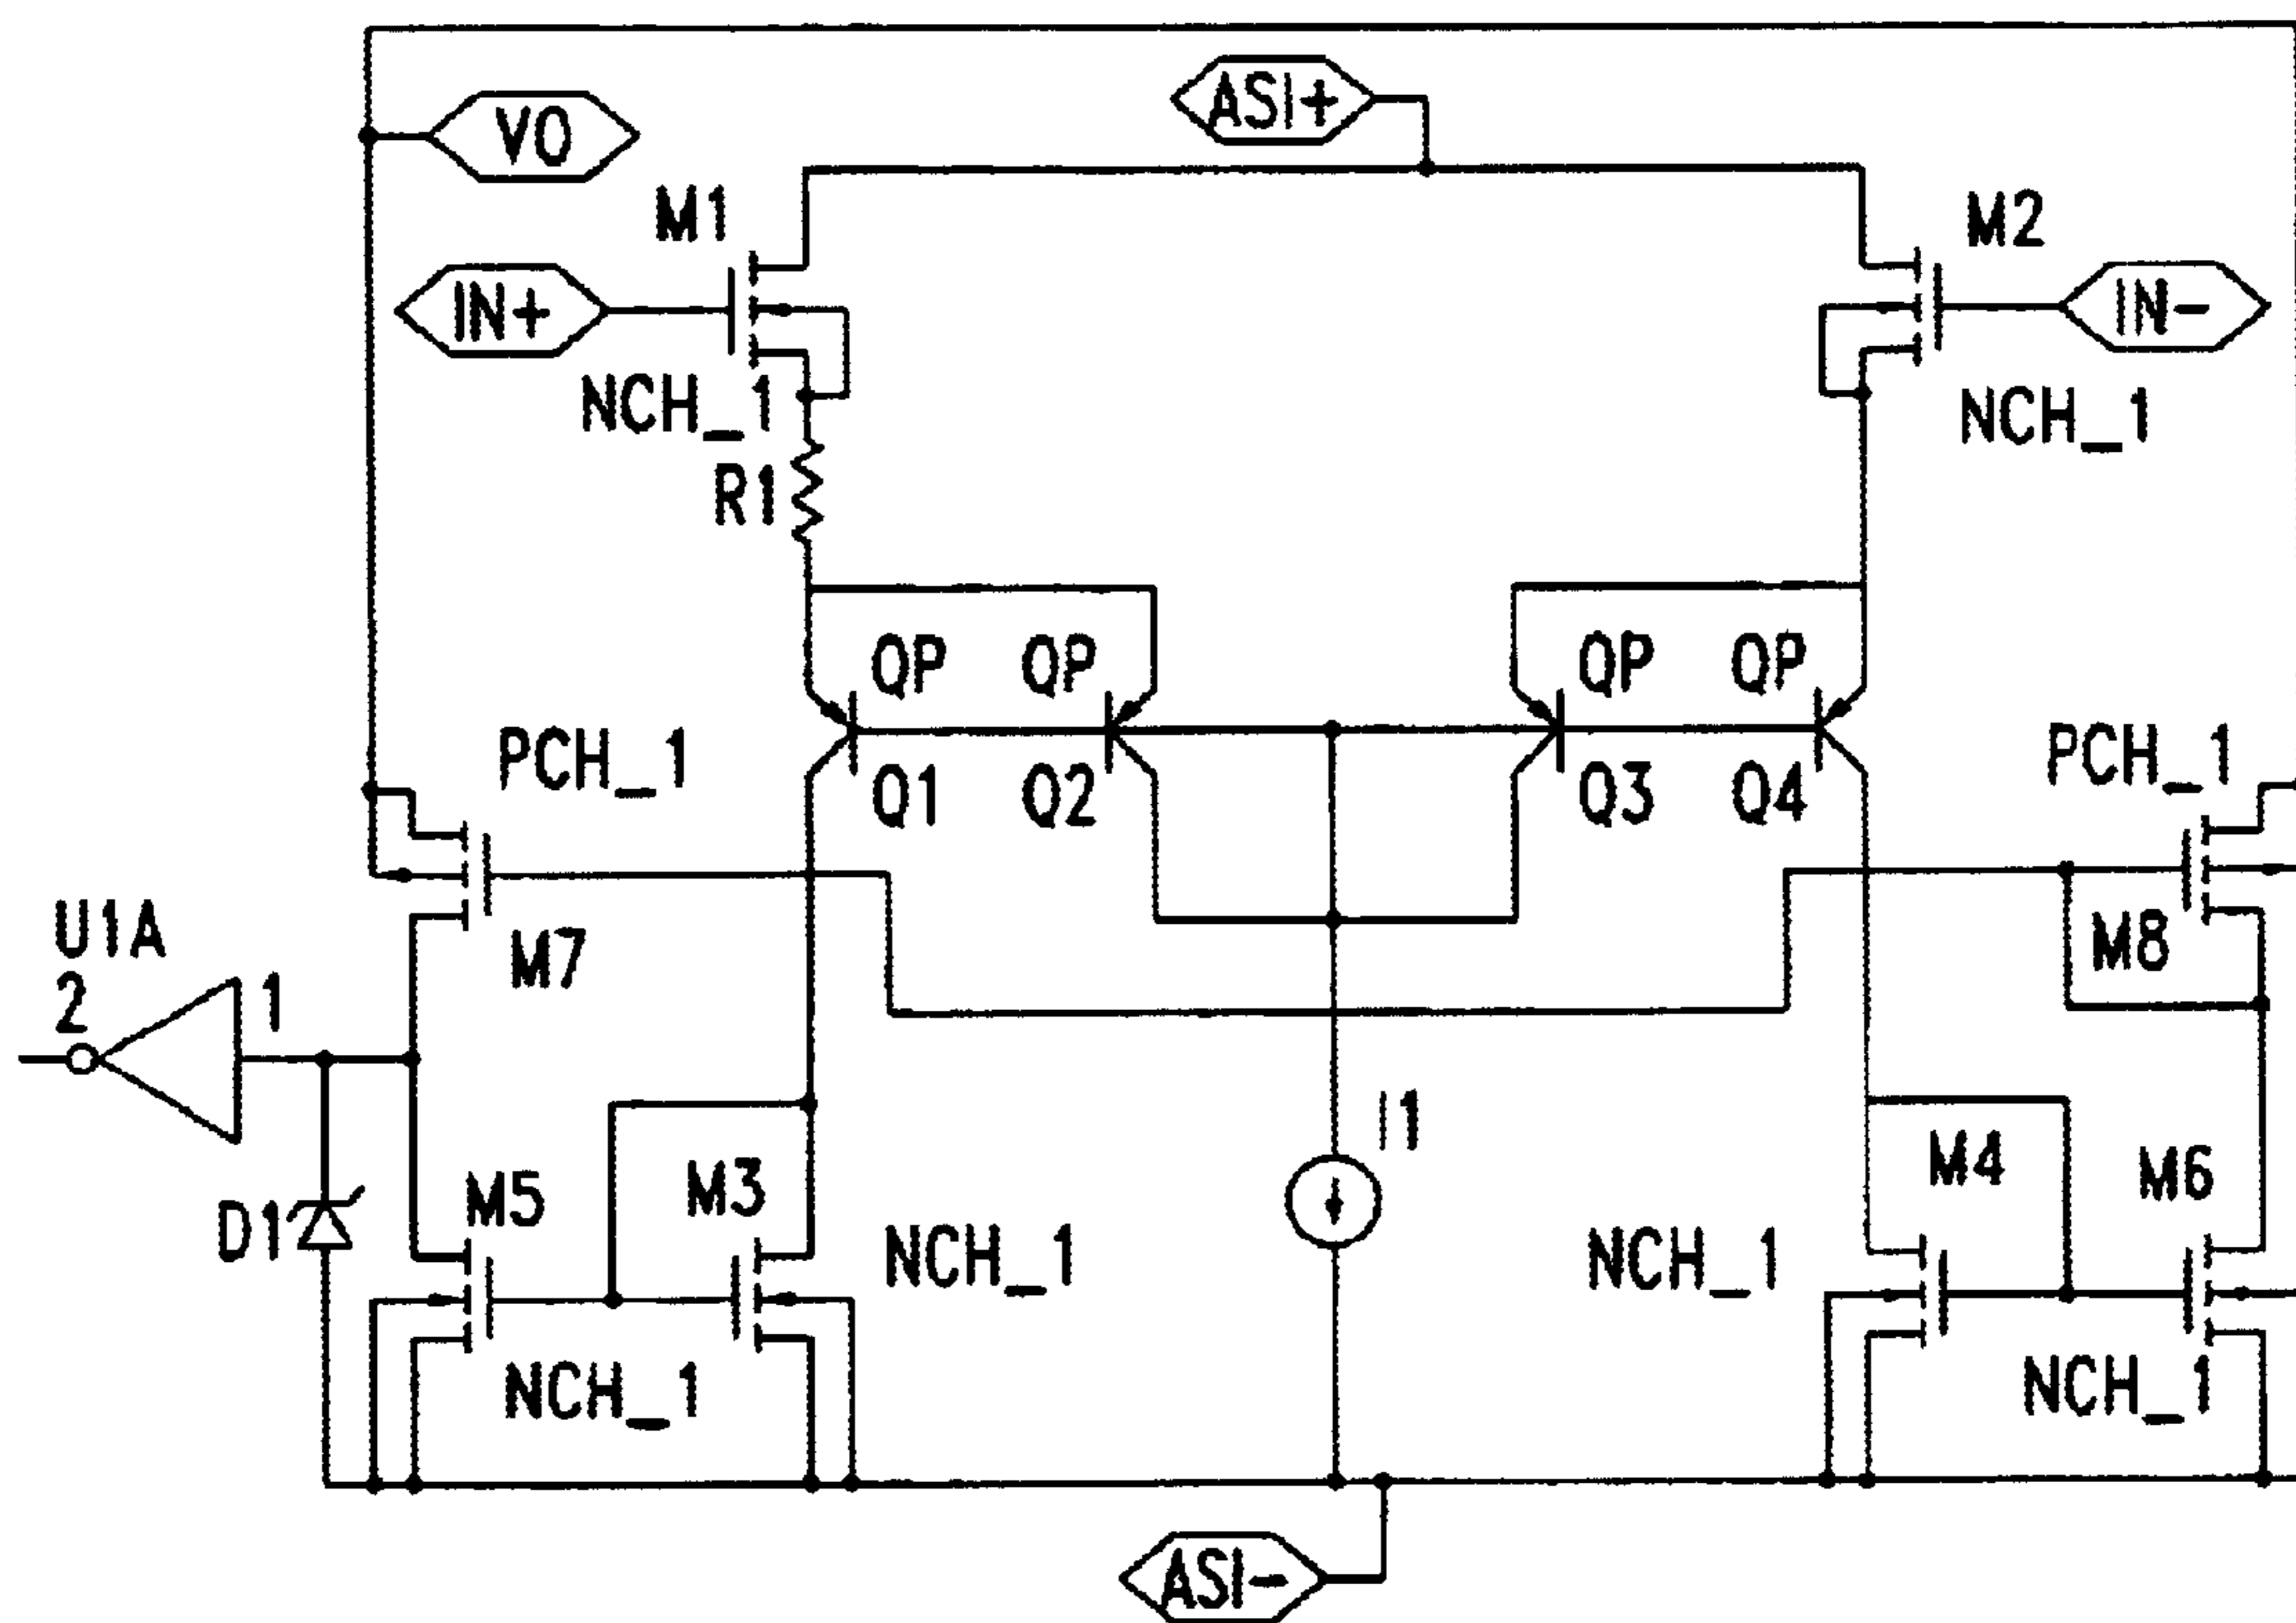 ASI+
VO
M1
M2
IN+
IN-
NCH_1
NCH_1
R1
QP
QP
QP
QP
PCH_1
PCH_1
Q1
Q2
Q3
Q4
U1A
2
1
M7
M8
I1
M5
M3
M4
M6
D1
NCH_1
NCH_1
NCH_1
NCH_1
ASI-